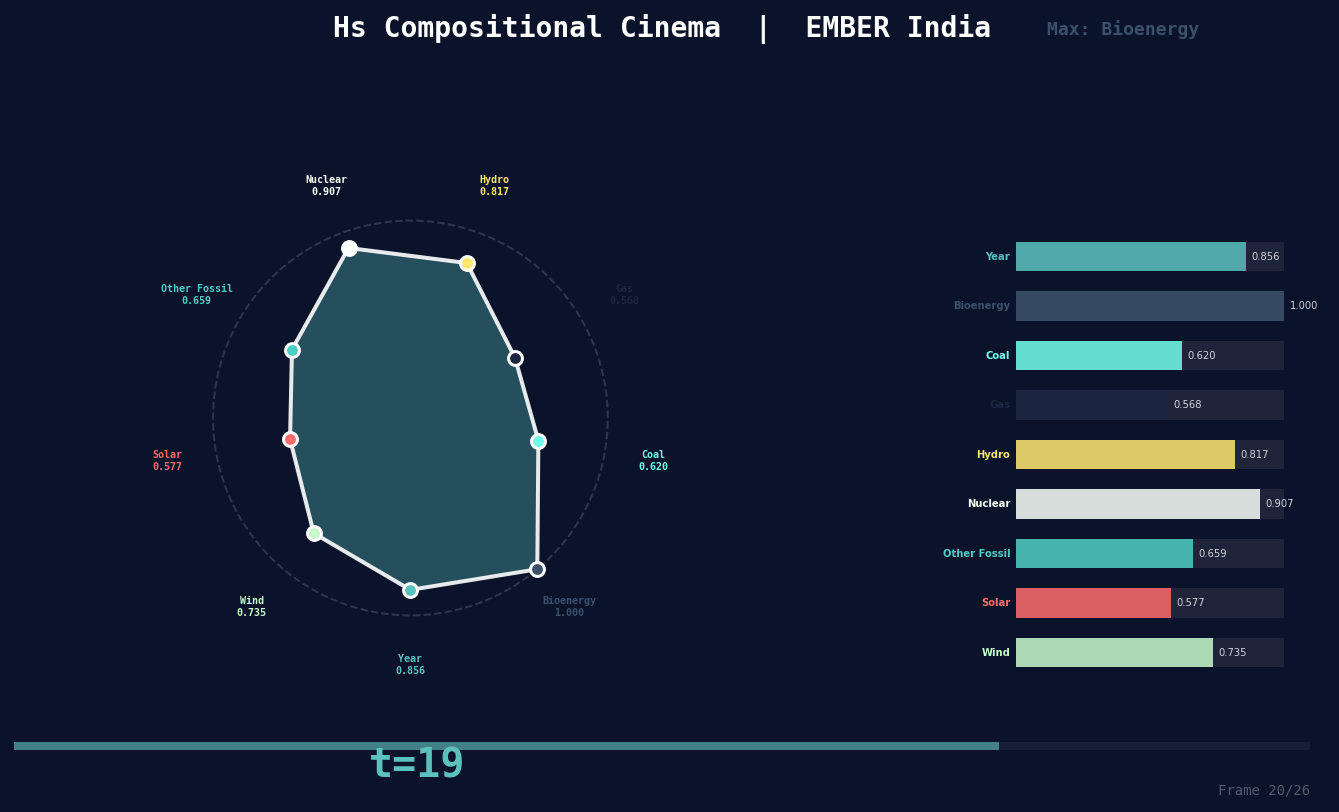 Hs Compositional Cinema | EMBER India
Max: Bioenergy
Nuclear
0.907
Hydro
0.817
Other Fossil
0.659
Gas
0.568
Solar
0.577
Coal
0.620
Wind
0.735
Bioenergy
1.000
Year
0.856
Year 0.856
Bioenergy 1.000
Coal 0.620
Gas 0.568
Hydro 0.817
Nuclear 0.907
Other Fossil 0.659
Solar 0.577
Wind 0.735
t=19
Frame 20/26